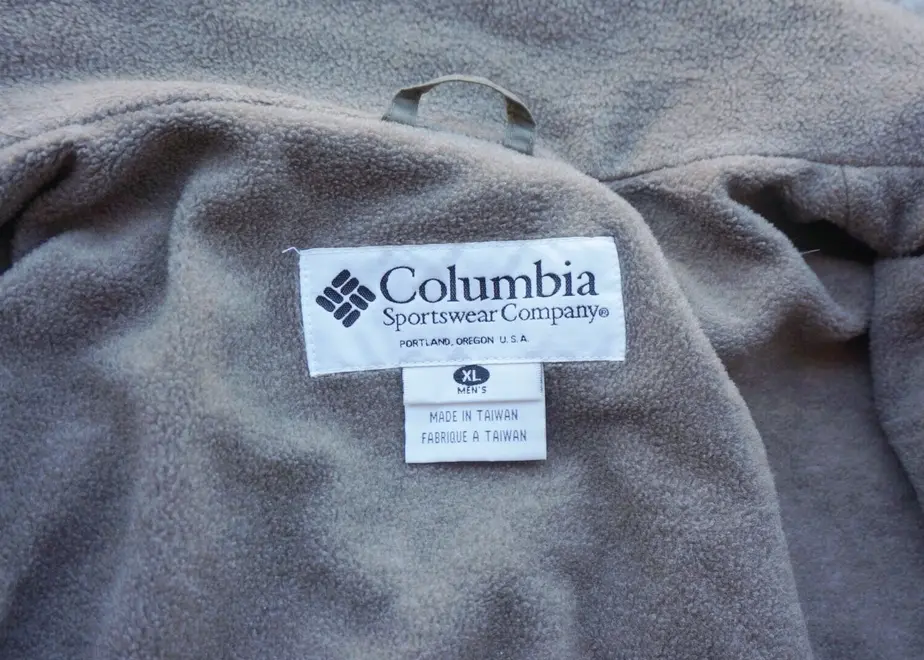 Columbia
Sportswear Company®
PORTLAND, OREGON U.S.A.
XL
MEN'S
MADE IN TAIWAN
FABRIQUE A TAIWAN